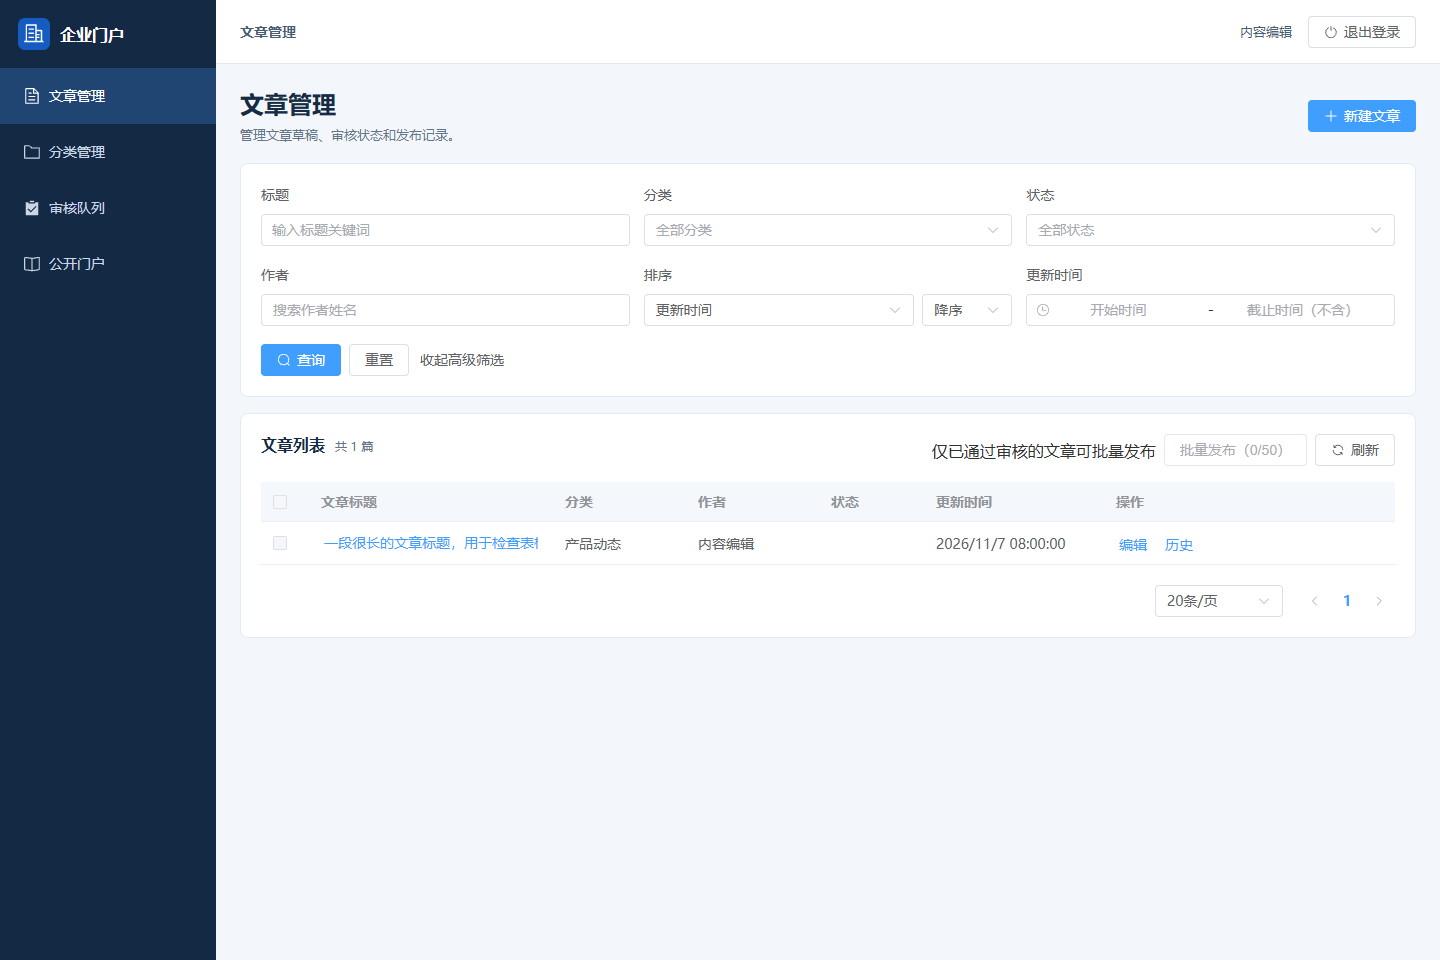 企业门户
文章管理
分类管理
审核队列
公开门户
文章管理
内容编辑
退出登录
文章管理
管理文章草稿、审核状态和发布记录。
新建文章
标题
分类
状态
输入标题关键词
全部分类
全部状态
作者
排序
更新时间
搜索作者姓名
更新时间
降序
开始时间 - 截止时间（不含）
查询
重置
收起高级筛选
文章列表 共 1 篇
仅已通过审核的文章可批量发布
批量发布（0/50）
刷新
文章标题 分类 作者 状态 更新时间 操作
一段很长的文章标题，用于检查表 产品动态 内容编辑 2026/11/7 08:00:00 编辑 历史
20条/页
1